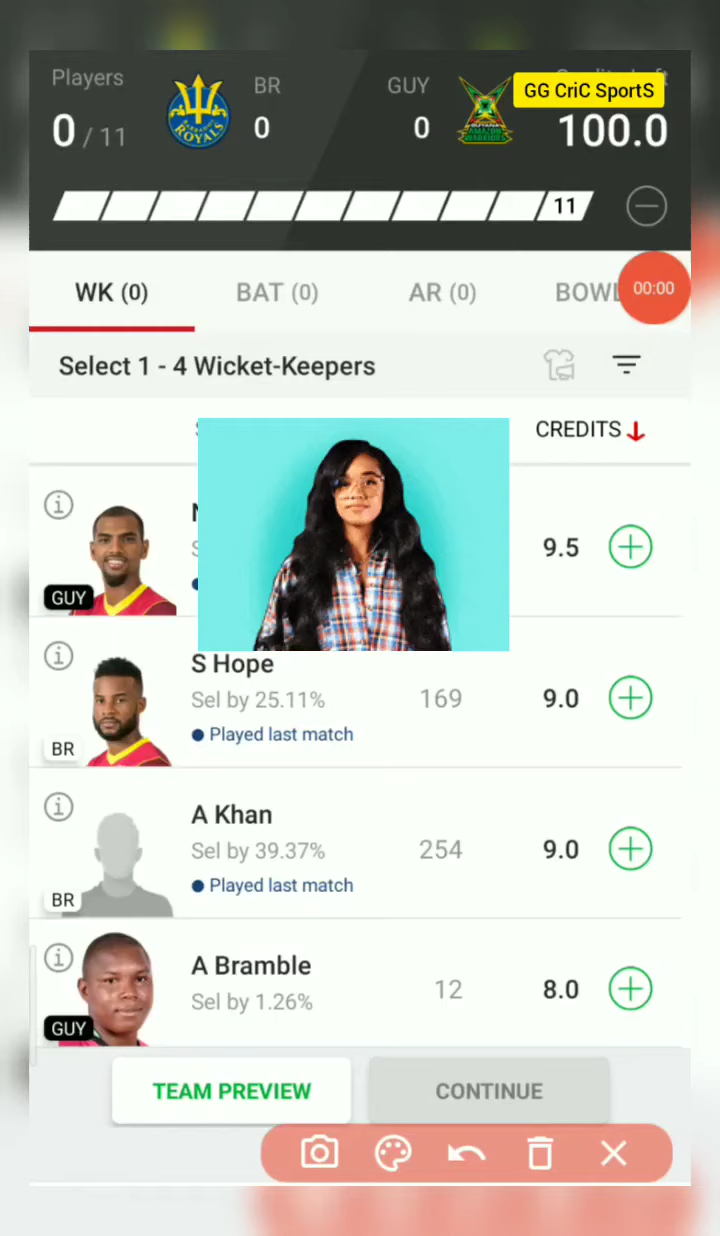 Players
BR
GUY
GG CriC SportS
0 / 11
0
0
100.0
11
WK (0)
BAT (0)
AR (0)
BOWL
00:00
Select 1 - 4 Wicket-Keepers
CREDITS
GUY
9.5
S Hope
Sel by 25.11%
169
9.0
Played last match
BR
A Khan
Sel by 39.37%
254
9.0
Played last match
BR
A Bramble
Sel by 1.26%
12
8.0
GUY
TEAM PREVIEW
CONTINUE